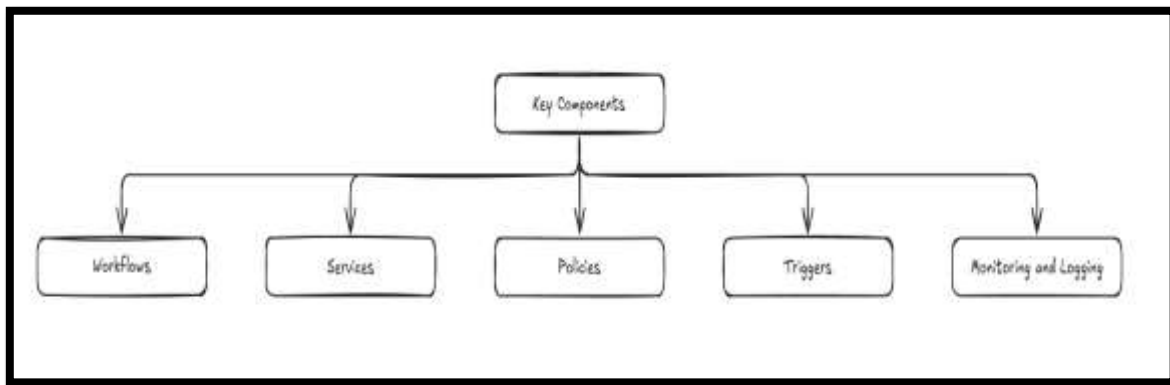 Key Components
Workflows
Services
Policies
Triggers
Monitoring and Logging